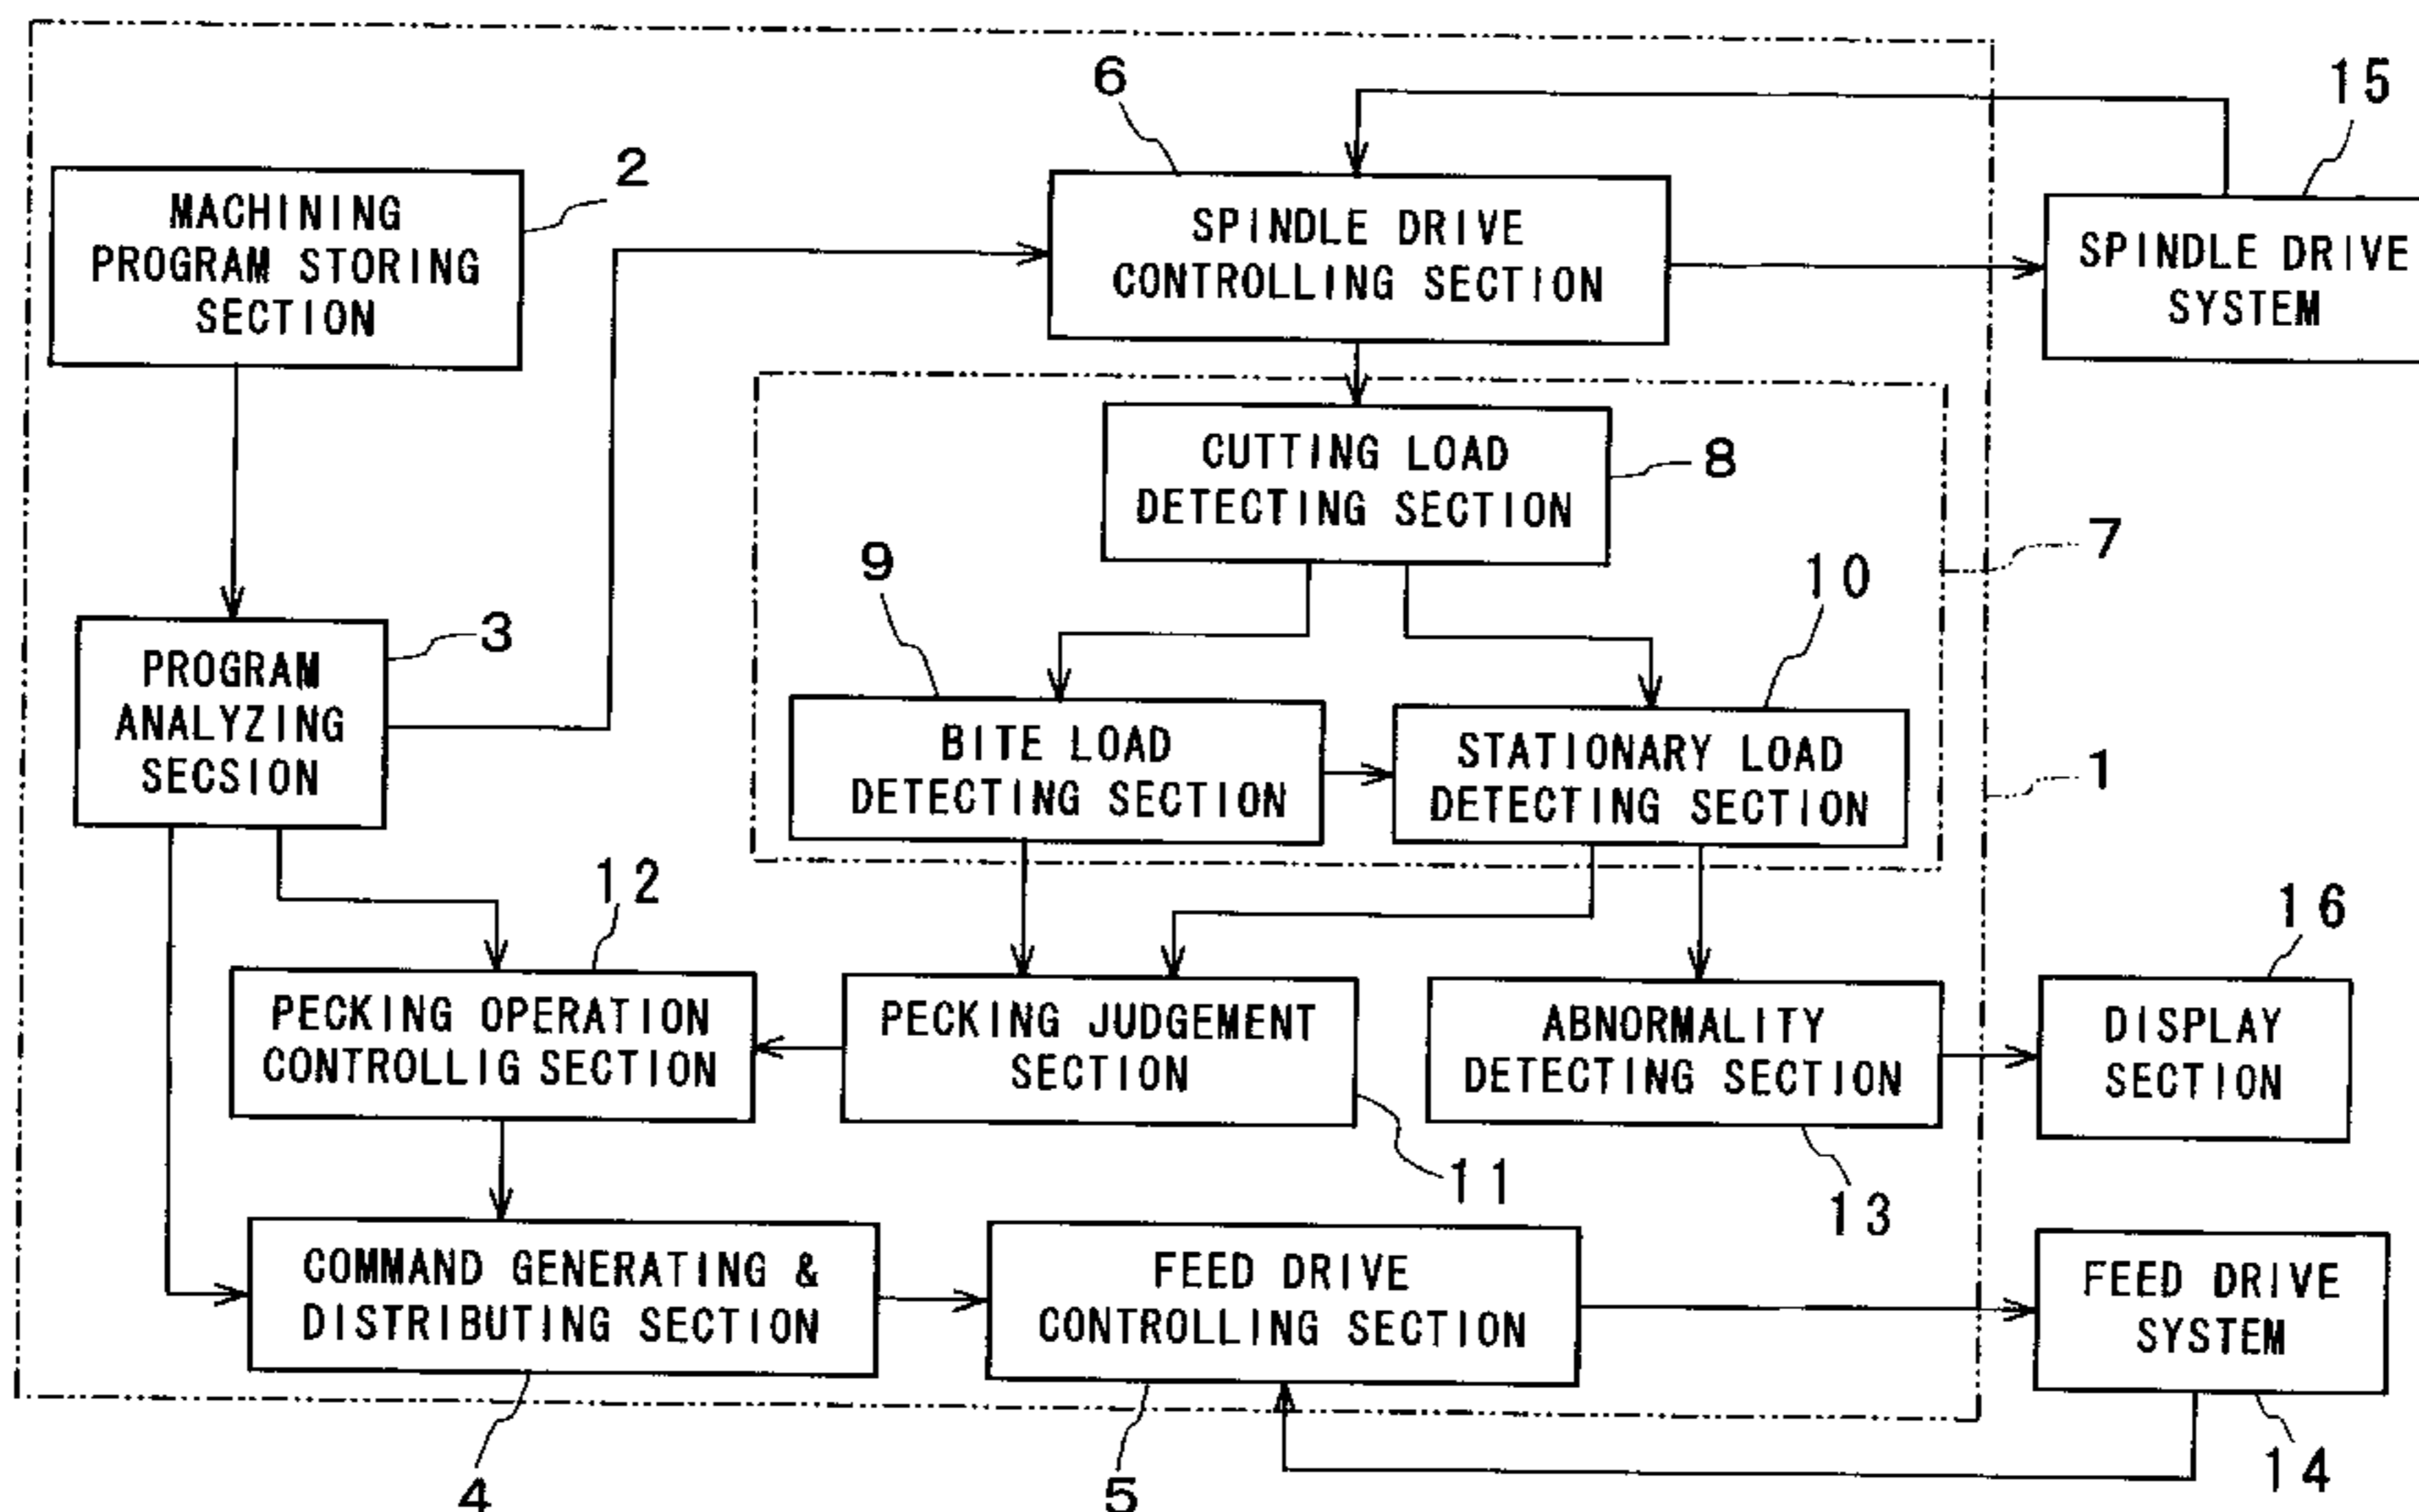 6
15
2
MACHINING
PROGRAM STORING
SECTION
SPINDLE DRIVE
CONTROLLING SECTION
SPINDLE DRIVE
SYSTEM
CUTTING LOAD
DETECTING SECTION
8
7
9
10
3
PROGRAM
ANALYZING
SECSION
BITE LOAD
DETECTING SECTION
STATIONARY LOAD
DETECTING SECTION
1
12
16
PECKING OPERATION
CONTROLLIG SECTION
PECKING JUDGEMENT
SECTION
ABNORMALITY
DETECTING SECTION
DISPLAY
SECTION
11
13
COMMAND GENERATING &
DISTRIBUTING SECTION
FEED DRIVE
CONTROLLING SECTION
FEED DRIVE
SYSTEM
4
5
14